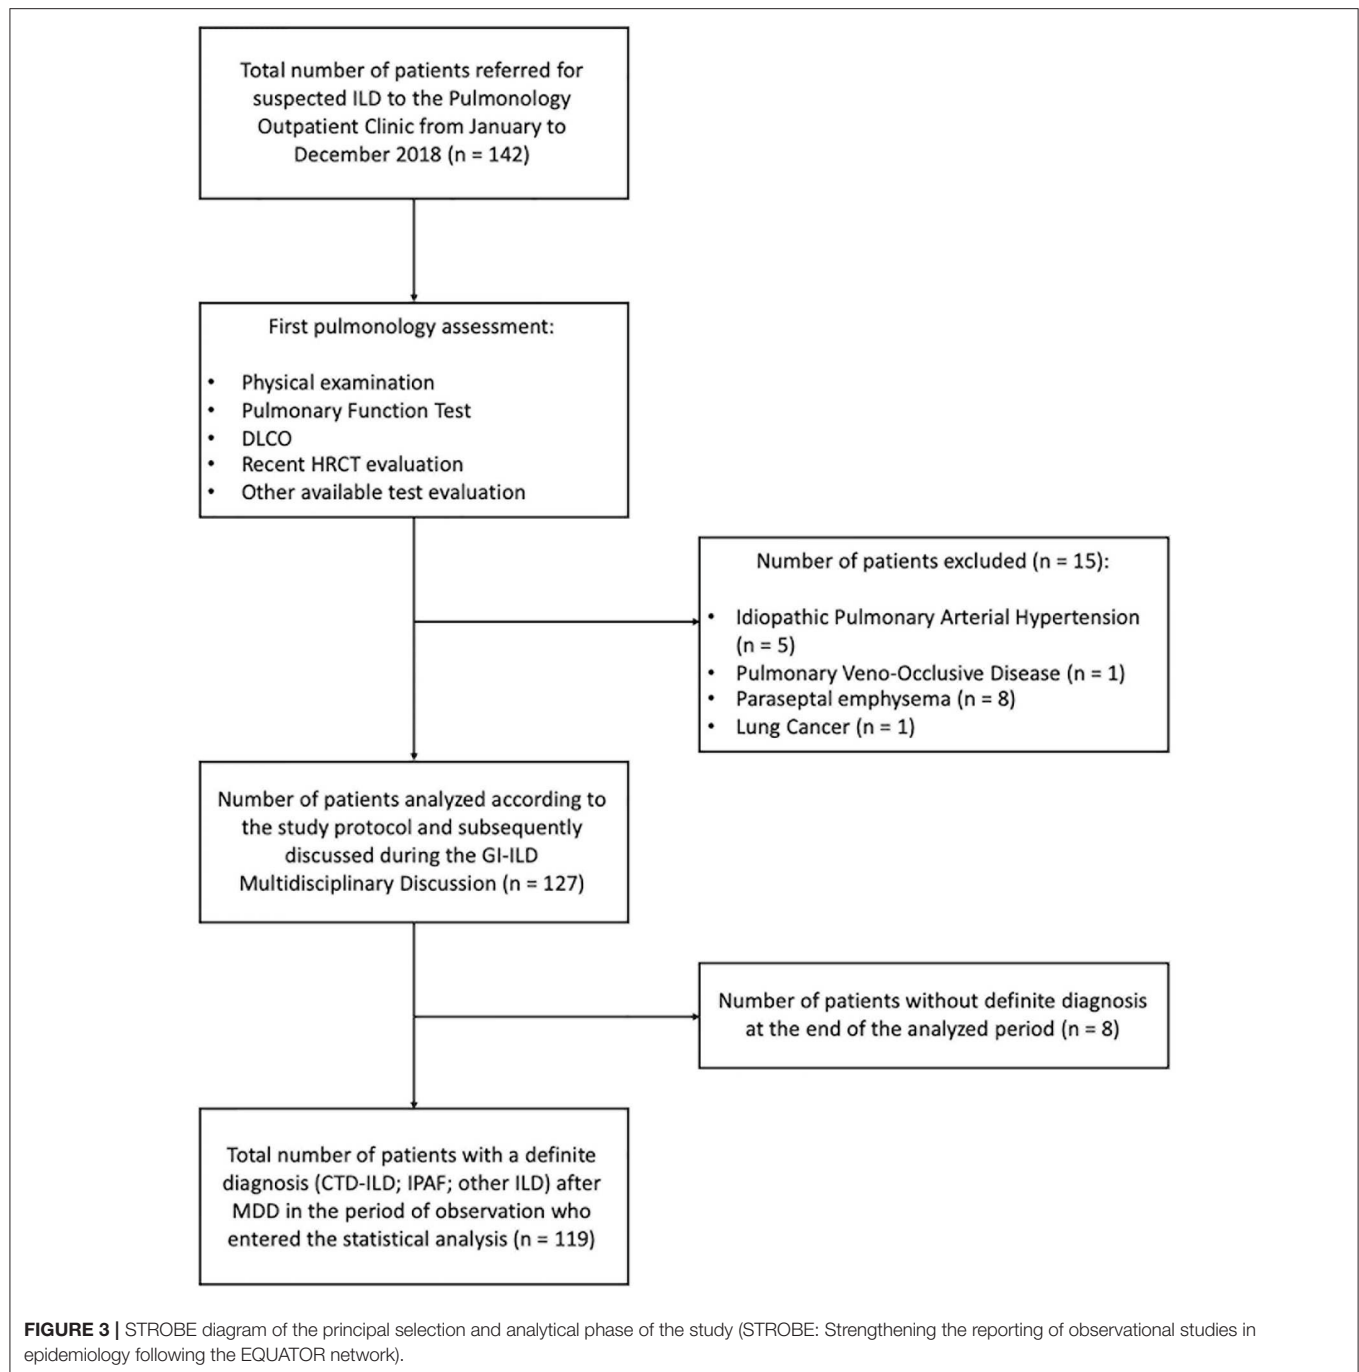 Total number of patients referred for
suspected ILD to the Pulmonology
Outpatient Clinic from January to
December 2018 (n = 142)
First pulmonology assessment:
• Physical examination
• Pulmonary Function Test
• DLCO
• Recent HRCT evaluation
• Other available test evaluation
Number of patients excluded (n = 15):
• Idiopathic Pulmonary Arterial Hypertension
(n = 5)
• Pulmonary Veno-Occlusive Disease (n = 1)
• Paraseptal emphysema (n = 8)
• Lung Cancer (n = 1)
Number of patients analyzed according to
the study protocol and subsequently
discussed during the GI-ILD
Multidisciplinary Discussion (n = 127)
Number of patients without definite diagnosis
at the end of the analyzed period (n = 8)
Total number of patients with a definite
diagnosis (CTD-ILD; IPAF; other ILD) after
MDD in the period of observation who
entered the statistical analysis (n = 119)
FIGURE 3 | STROBE diagram of the principal selection and analytical phase of the study (STROBE: Strengthening the reporting of observational studies in
epidemiology following the EQUATOR network).